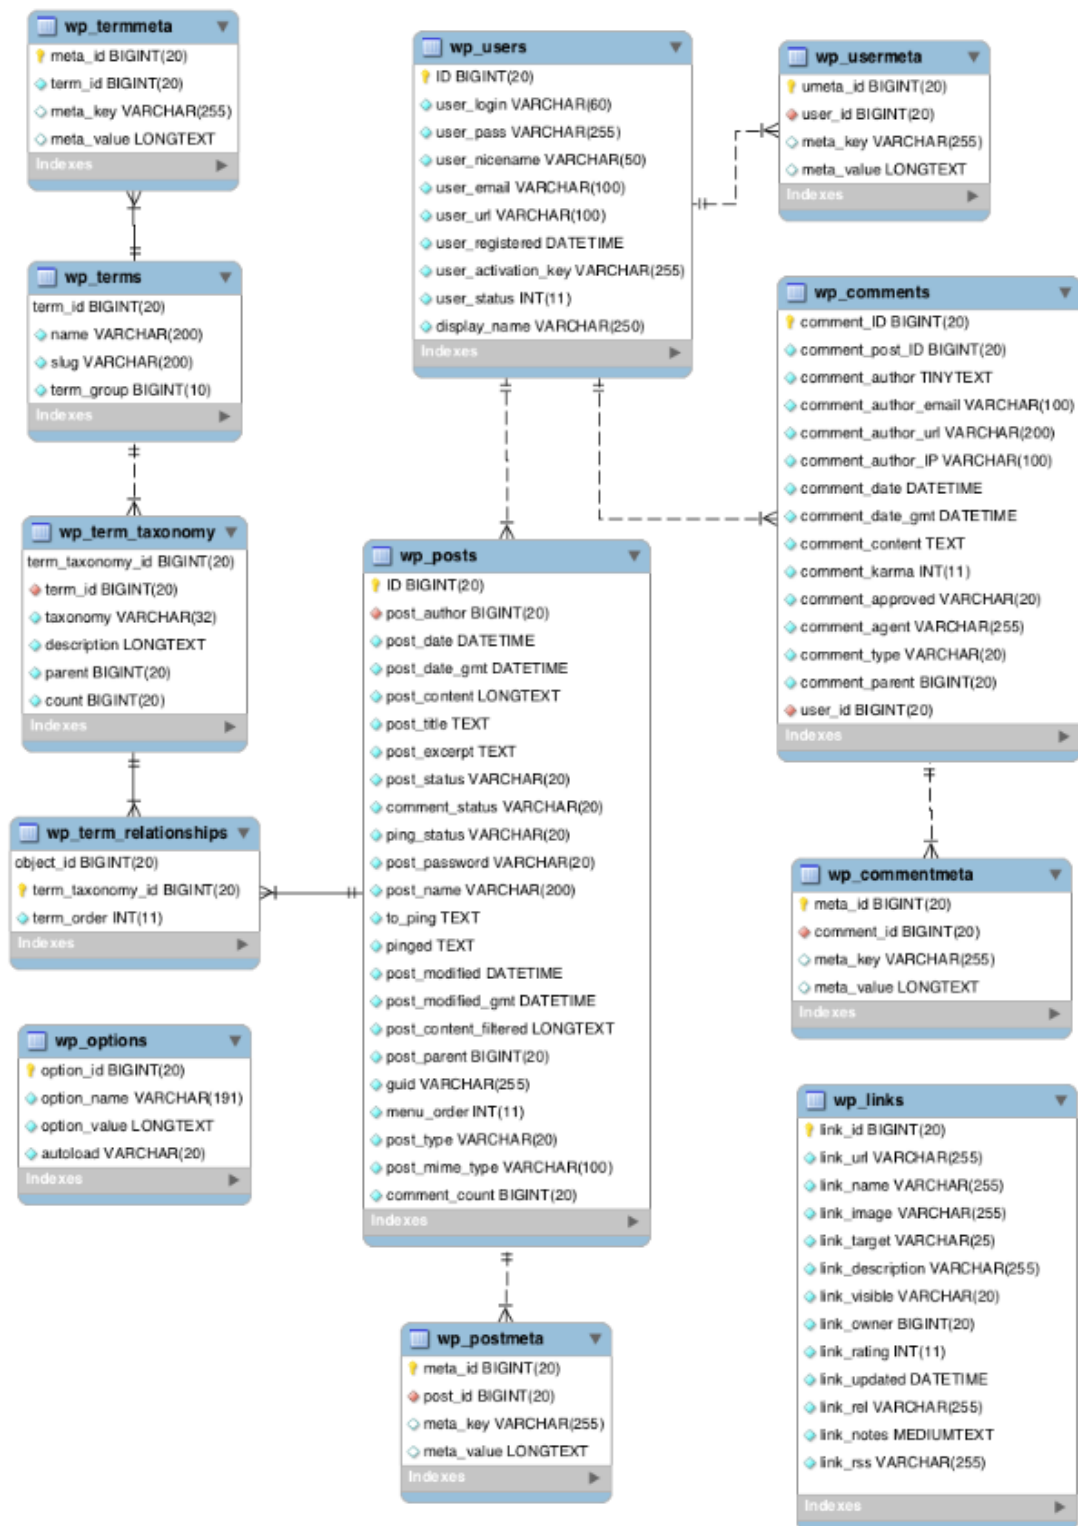 wp_termmeta
meta_id BIGINT(20)
term_id BIGINT(20)
meta_key VARCHAR(255)
meta_value LONGTEXT
Indexes
wp_terms
term_id BIGINT(20)
name VARCHAR(200)
slug VARCHAR(200)
term_group BIGINT(10)
Indexes
wp_term_taxonomy
term_taxonomy_id BIGINT(20)
term_id BIGINT(20)
taxonomy VARCHAR(32)
description LONGTEXT
parent BIGINT(20)
count BIGINT(20)
Indexes
wp_term_relationships
object_id BIGINT(20)
term_taxonomy_id BIGINT(20)
term_order INT(11)
Indexes
wp_options
option_id BIGINT(20)
option_name VARCHAR(191)
option_value LONGTEXT
autoload VARCHAR(20)
Indexes
wp_users
ID BIGINT(20)
user_login VARCHAR(60)
user_pass VARCHAR(255)
user_nicename VARCHAR(50)
user_email VARCHAR(100)
user_url VARCHAR(100)
user_registered DATETIME
user_activation_key VARCHAR(255)
user_status INT(11)
display_name VARCHAR(250)
Indexes
wp_posts
ID BIGINT(20)
post_author BIGINT(20)
post_date DATETIME
post_date_gmt DATETIME
post_content LONGTEXT
post_title TEXT
post_excerpt TEXT
post_status VARCHAR(20)
comment_status VARCHAR(20)
ping_status VARCHAR(20)
post_password VARCHAR(20)
post_name VARCHAR(200)
to_ping TEXT
pinged TEXT
post_modified DATETIME
post_modified_gmt DATETIME
post_content_filtered LONGTEXT
post_parent BIGINT(20)
guid VARCHAR(255)
menu_order INT(11)
post_type VARCHAR(20)
post_mime_type VARCHAR(100)
comment_count BIGINT(20)
Indexes
wp_postmeta
meta_id BIGINT(20)
post_id BIGINT(20)
meta_key VARCHAR(255)
meta_value LONGTEXT
Indexes
wp_usermeta
umeta_id BIGINT(20)
user_id BIGINT(20)
meta_key VARCHAR(255)
meta_value LONGTEXT
Indexes
wp_comments
comment_ID BIGINT(20)
comment_post_ID BIGINT(20)
comment_author TINYTEXT
comment_author_email VARCHAR(100)
comment_author_url VARCHAR(200)
comment_author_IP VARCHAR(100)
comment_date DATETIME
comment_date_gmt DATETIME
comment_content TEXT
comment_karma INT(11)
comment_approved VARCHAR(20)
comment_agent VARCHAR(255)
comment_type VARCHAR(20)
comment_parent BIGINT(20)
user_id BIGINT(20)
Indexes
wp_commentmeta
meta_id BIGINT(20)
comment_id BIGINT(20)
meta_key VARCHAR(255)
meta_value LONGTEXT
Indexes
wp_links
link_id BIGINT(20)
link_url VARCHAR(255)
link_name VARCHAR(255)
link_image VARCHAR(255)
link_target VARCHAR(25)
link_description VARCHAR(255)
link_visible VARCHAR(20)
link_owner BIGINT(20)
link_rating INT(11)
link_updated DATETIME
link_rel VARCHAR(255)
link_notes MEDIUMTEXT
link_rss VARCHAR(255)
Indexes